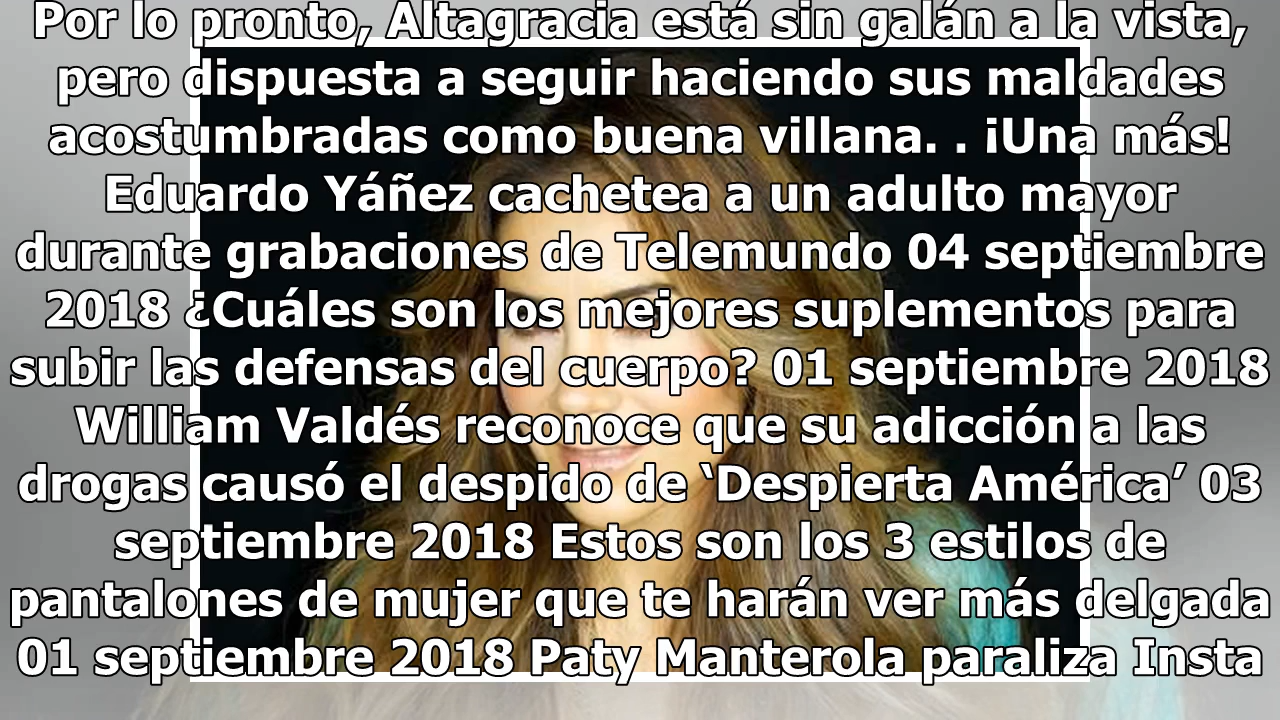 Por lo pronto, Altagracia está sin galán a la vista,
pero dispuesta a seguir haciendo sus maldades
acostumbradas como buena villana. . ¡Una más!
Eduardo Yáñez cachetea a un adulto mayor
durante grabaciones de Telemundo 04 septiembre
2018 ¿Cuáles son los mejores suplementos para
subir las defensas del cuerpo? 01 septiembre 2018
William Valdés reconoce que su adicción a las
drogas causó el despido de ‘Despierta América’ 03
septiembre 2018 Estos son los 3 estilos de
pantalones de mujer que te harán ver más delgada
01 septiembre 2018 Paty Manterola paraliza Insta